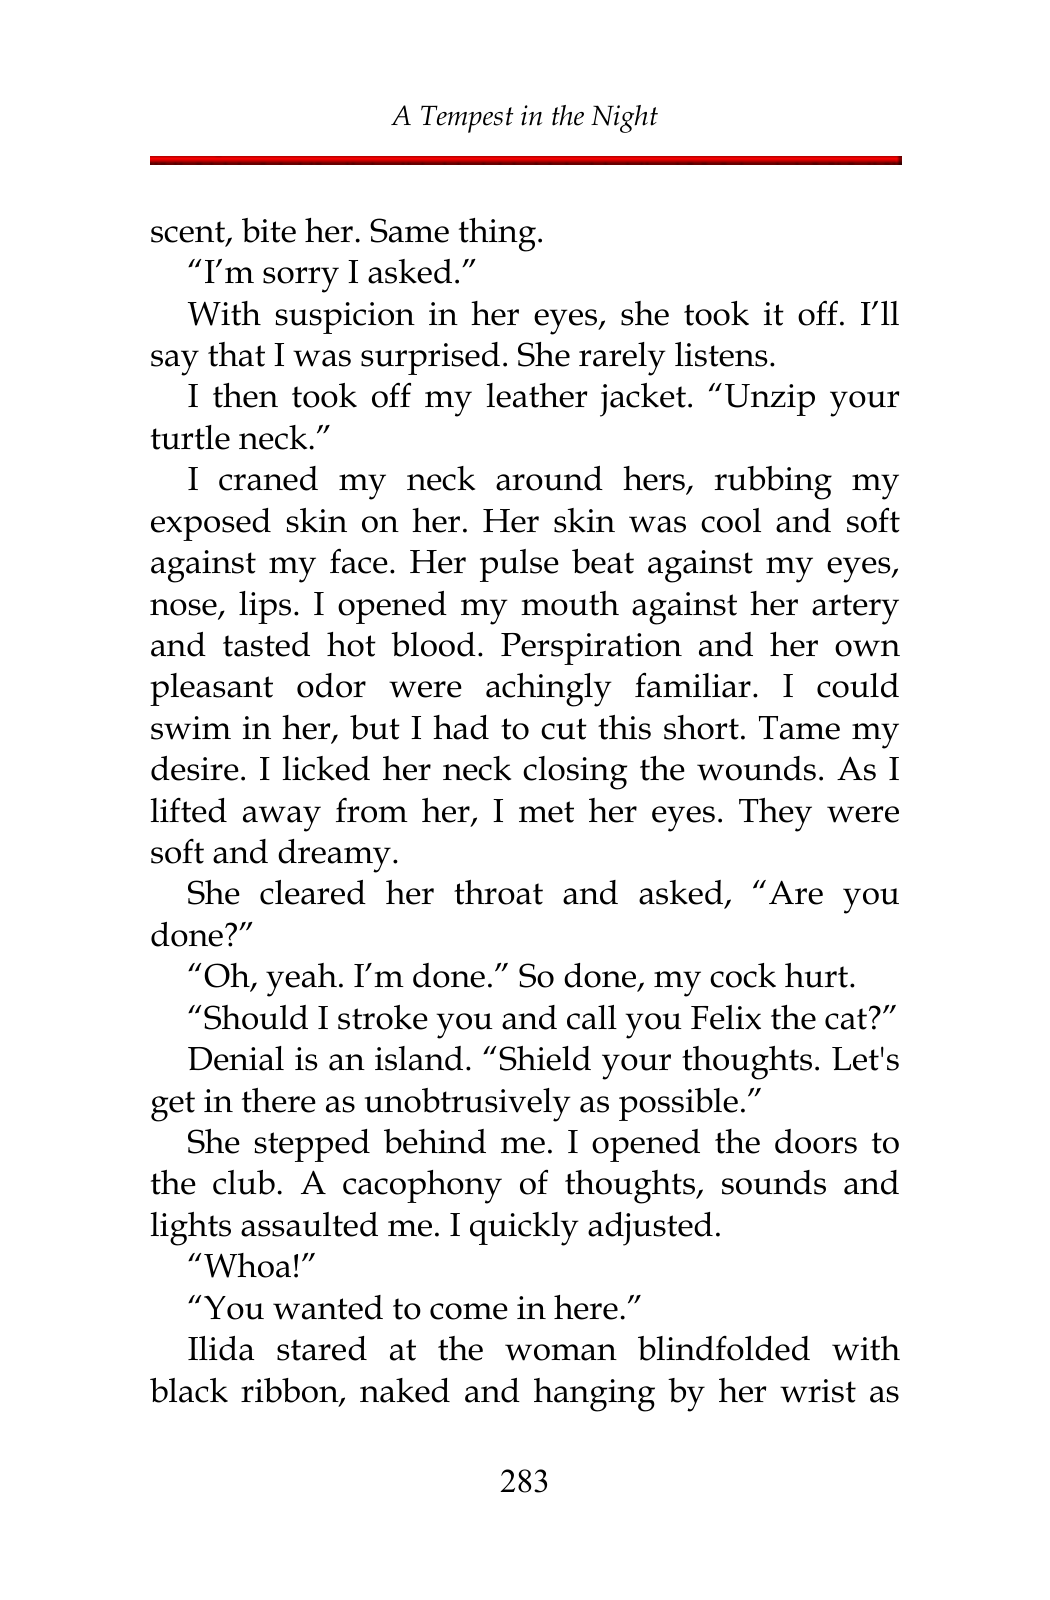 A Tempest in the Night
scent, bite her. Same thing.
“I’m sorry I asked.”
With suspicion in her eyes, she took it off. I’ll
say that I was surprised. She rarely listens.
I then took off my leather jacket. “Unzip your
turtle neck.”
I craned my neck around hers, rubbing my
exposed skin on her. Her skin was cool and soft
against my face. Her pulse beat against my eyes,
nose, lips. I opened my mouth against her artery
and tasted hot blood. Perspiration and her own
pleasant odor were achingly familiar. I could
swim in her, but I had to cut this short. Tame my
desire. I licked her neck closing the wounds. As I
lifted away from her, I met her eyes. They were
soft and dreamy.
She cleared her throat and asked, “Are you
done?”
“Oh, yeah. I’m done.” So done, my cock hurt.
“Should I stroke you and call you Felix the cat?”
Denial is an island. “Shield your thoughts. Let's
get in there as unobtrusively as possible.”
She stepped behind me. I opened the doors to
the club. A cacophony of thoughts, sounds and
lights assaulted me. I quickly adjusted.
“Whoa!”
“You wanted to come in here.”
Ilida stared at the woman blindfolded with
black ribbon, naked and hanging by her wrist as
283